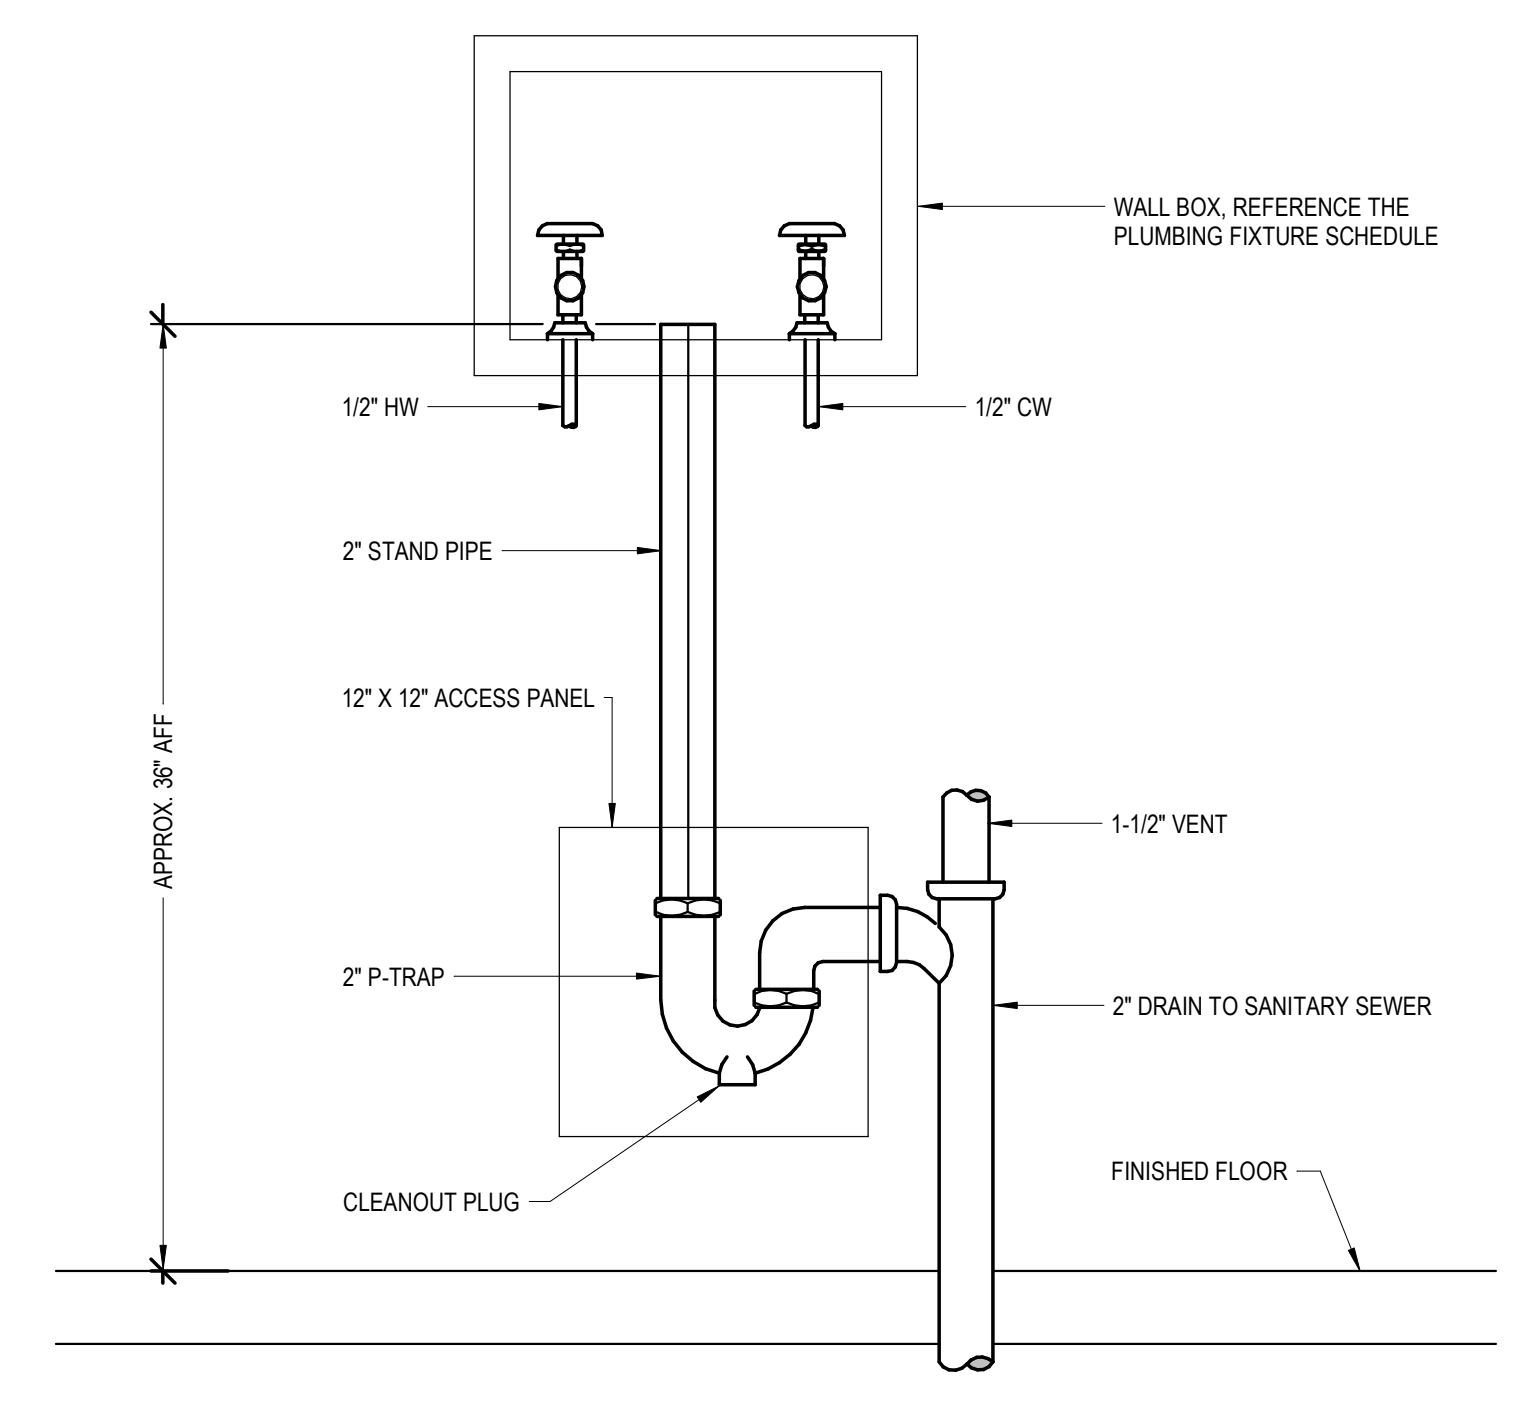 WALL BOX, REFERENCE THE
PLUMBING FIXTURE SCHEDULE
1/2" HW
1/2" CW
2" STAND PIPE
12" X 12" ACCESS PANEL
APPROX. 36" AFF
1-1/2" VENT
2" P-TRAP
2" DRAIN TO SANITARY SEWER
FINISHED FLOOR
CLEANOUT PLUG